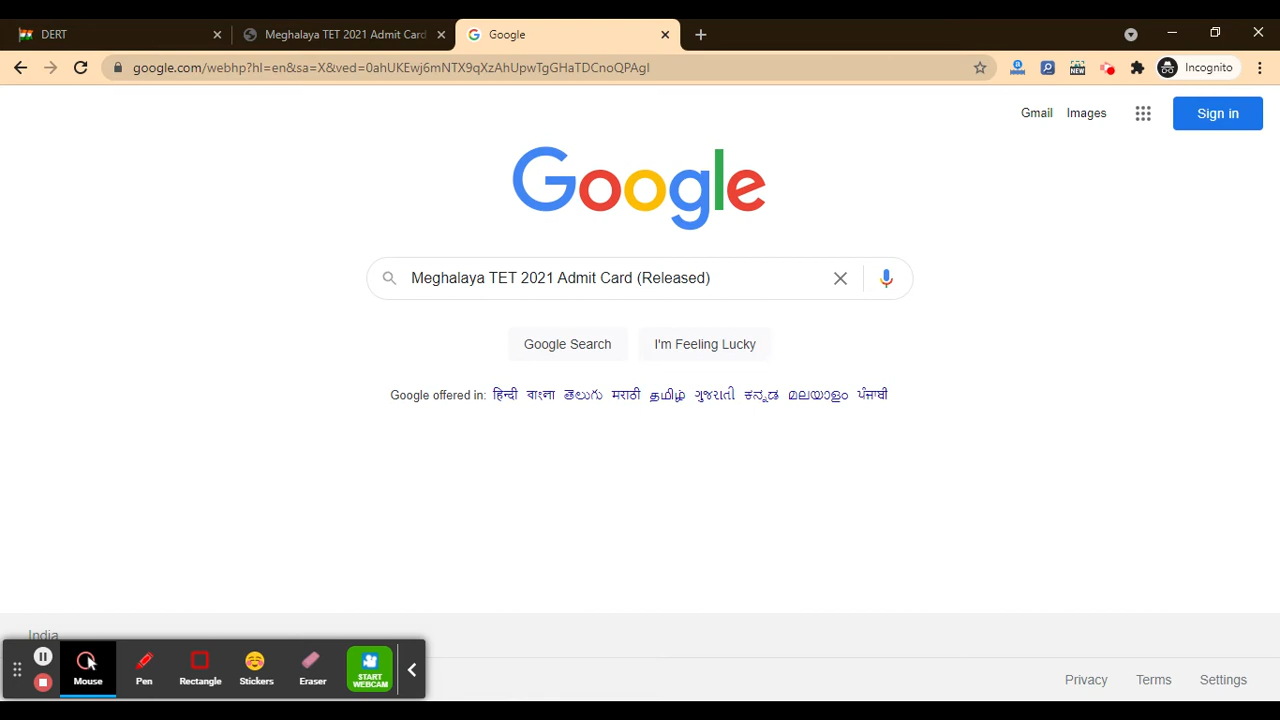 DERT
Meghalaya TET 2021 Admit Card
Google
google.com/webhp?hl=en&sa=X&ved=0ahUKEwj6mNTX9qXzAhUpwTgGHaTDCnoQPAgI
NEW
Incognito
Gmail Images
Sign in
Google
Meghalaya TET 2021 Admit Card (Released)
Google Search I'm Feeling Lucky
Google offered in: हिन्दी বাংলা తెలుగు मराठी தமிழ் ગુજરાતી ಕನ್ನಡ മലയാളം ਪੰਜਾਬੀ
India
Mouse Pen Rectangle Stickers Eraser START WEBCAM
Privacy Terms Settings